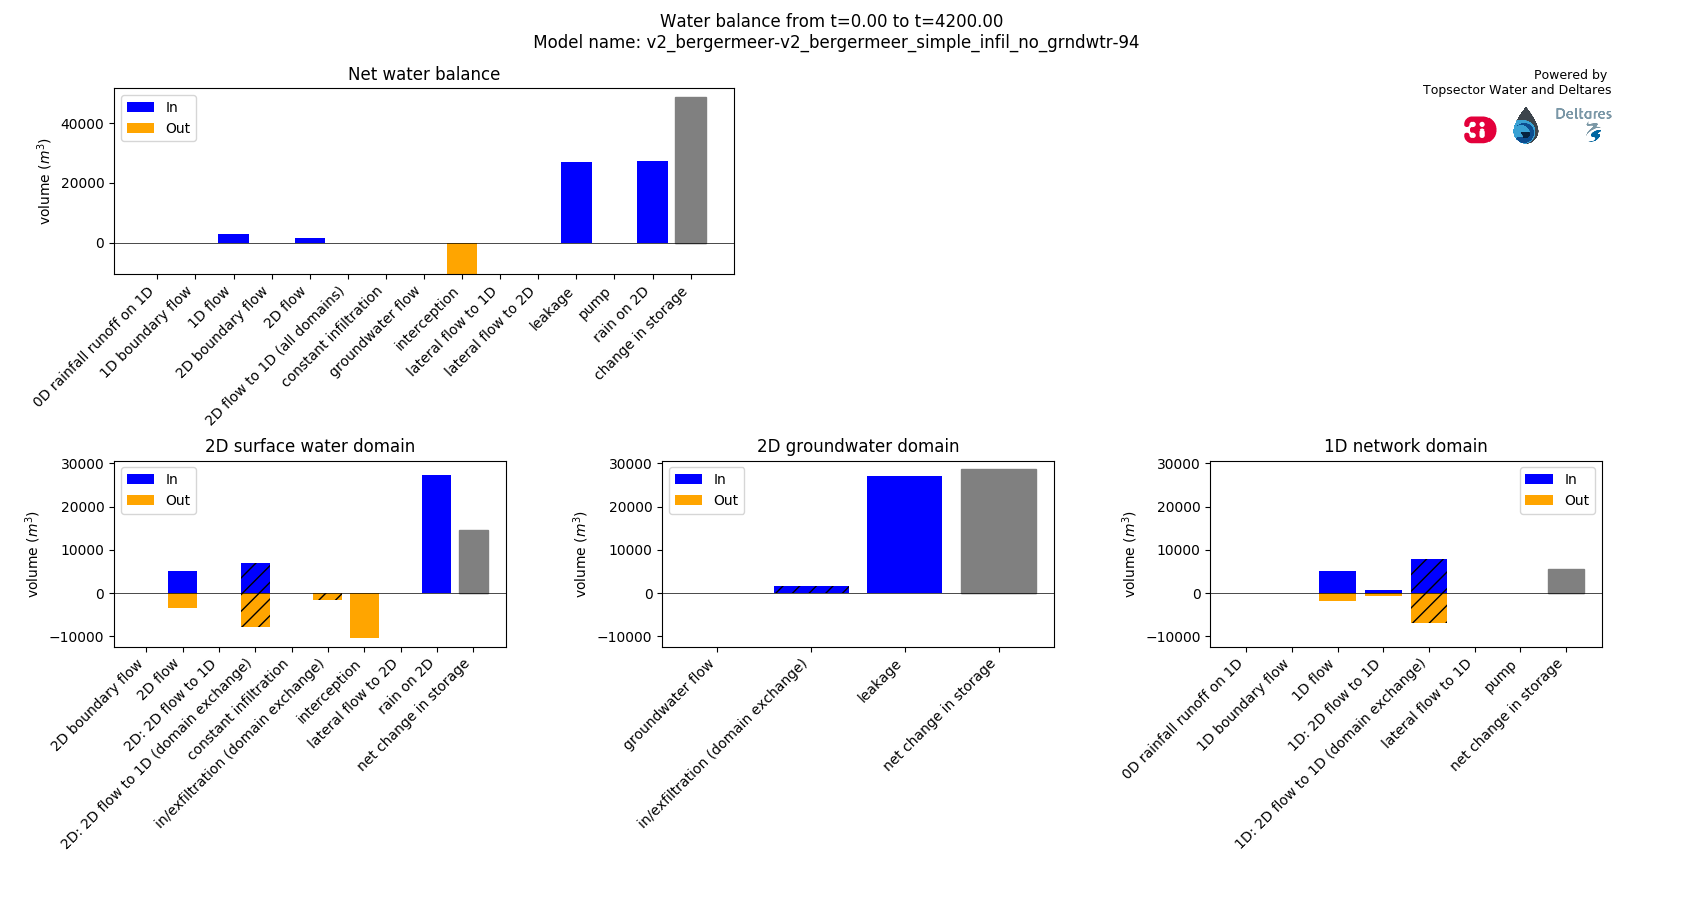 Water balance from t=0.00 to t=4200.00
Model name: v2_bergermeer-v2_bergermeer_simple_infil_no_grndwtr-94
Powered by
Topsector Water and Deltares
3Di
Deltares
Net water balance
In
Out
volume (m³)
40000
20000
0
0D rainfall runoff on 1D
1D boundary flow
1D flow
2D boundary flow
2D flow
2D flow to 1D (all domains)
constant infiltration
groundwater flow
interception
lateral flow to 1D
lateral flow to 2D
leakage
pump
rain on 2D
change in storage
2D surface water domain
In
Out
volume (m³)
30000
20000
10000
0
−10000
2D boundary flow
2D flow
2D: 2D flow to 1D
2D: 2D flow to 1D (domain exchange)
constant infiltration
in/exfiltration (domain exchange)
interception
lateral flow to 2D
rain on 2D
net change in storage
2D groundwater domain
In
Out
volume (m³)
30000
20000
10000
0
−10000
groundwater flow
in/exfiltration (domain exchange)
leakage
net change in storage
1D network domain
In
Out
volume (m³)
30000
20000
10000
0
−10000
0D rainfall runoff on 1D
1D boundary flow
1D flow
1D: 2D flow to 1D
1D: 2D flow to 1D (domain exchange)
lateral flow to 1D
pump
net change in storage